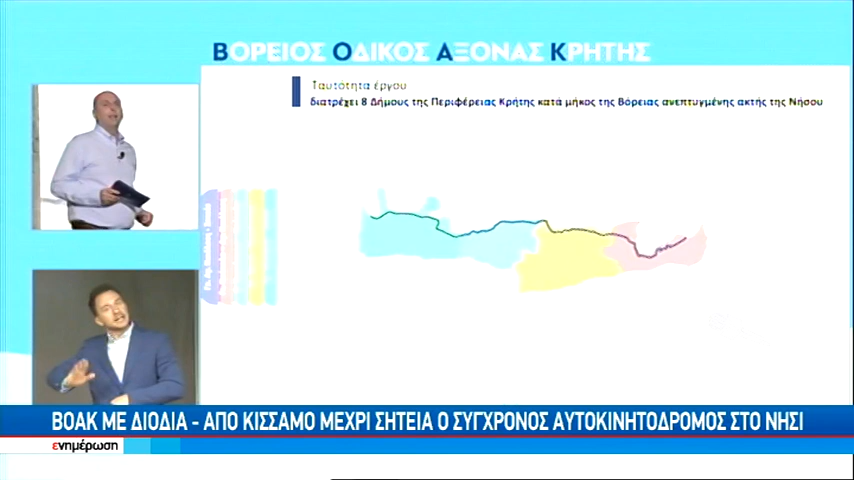 ΒΟΡΕΙΟΣ ΟΔΙΚΟΣ ΑΞΟΝΑΣ ΚΡΗΤΗΣ
Ταυτότητα έργου
διατρέχει 8 Δήμους της Περιφέρειας Κρήτης κατά μήκος της Βόρειας ανεπτυγμένης ακτής της Νήσου
ΒΟΑΚ ΜΕ ΔΙΟΔΙΑ - ΑΠΟ ΚΙΣΣΑΜΟ ΜΕΧΡΙ ΣΗΤΕΙΑ Ο ΣΥΓΧΡΟΝΟΣ ΑΥΤΟΚΙΝΗΤΟΔΡΟΜΟΣ ΣΤΟ ΝΗΣΙ
ενημέρωση